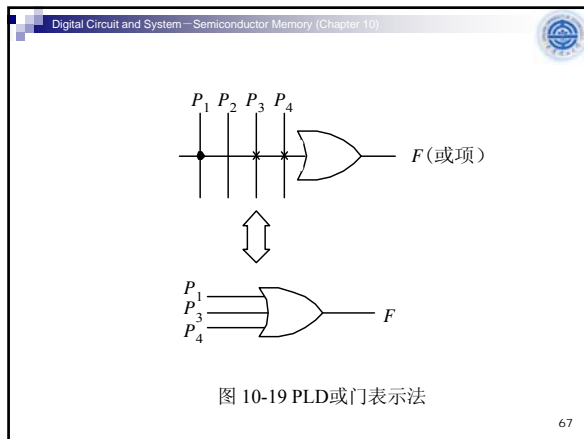 Digital Circuit and System－Semiconductor Memory (Chapter 10)
P1 P2 P3 P4
F(或项）
P1
P3
P4
F
图 10-19 PLD或门表示法
67